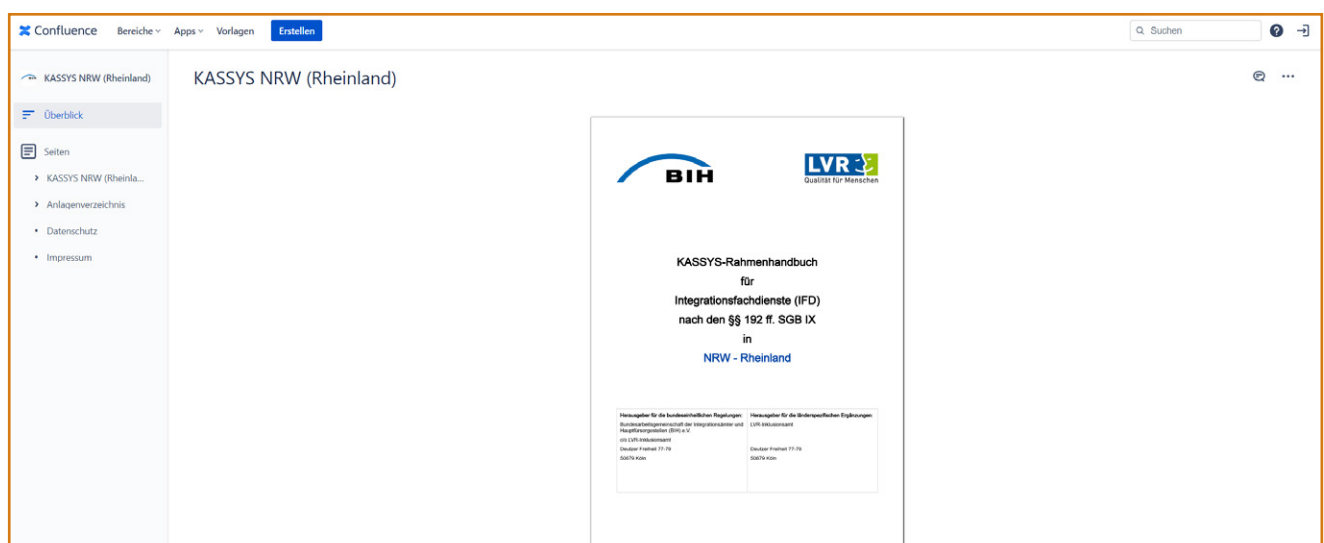 Confluence Bereiche Apps Vorlagen Erstellen Suchen
KASSYS NRW (Rheinland)
Überblick
Seiten
KASSYS NRW (Rheinla...
Anlagenverzeichnis
Datenschutz
Impressum
KASSYS NRW (Rheinland)
BIH
LVR
Qualität für Menschen
KASSYS-Rahmenhandbuch
für
Integrationsfachdienste (IFD)
nach den §§ 192 ff. SGB IX
in
NRW - Rheinland
Herausgeber für die bundeseinheitlichen Regelungen:
Bundesarbeitsgemeinschaft der Integrationsämter und
Hauptfürsorgestellen (BIH) e.V.
c/o LVR-Inklusionsamt
Deutzer Freiheit 77-79
50679 Köln
Herausgeber für die länderspezifischen Ergänzungen:
LVR-Inklusionsamt
Deutzer Freiheit 77-79
50679 Köln